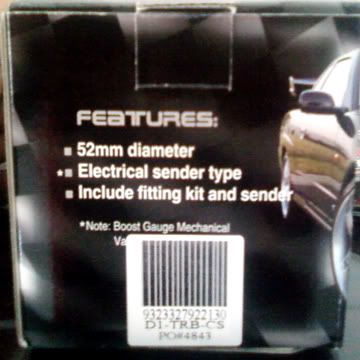 FEATURES:
52mm diameter
*■ Electrical sender type
Include fitting kit and sender
*Note: Boost Gauge Mechanical
9323327922130
D1-TRB-CS
PO#4843